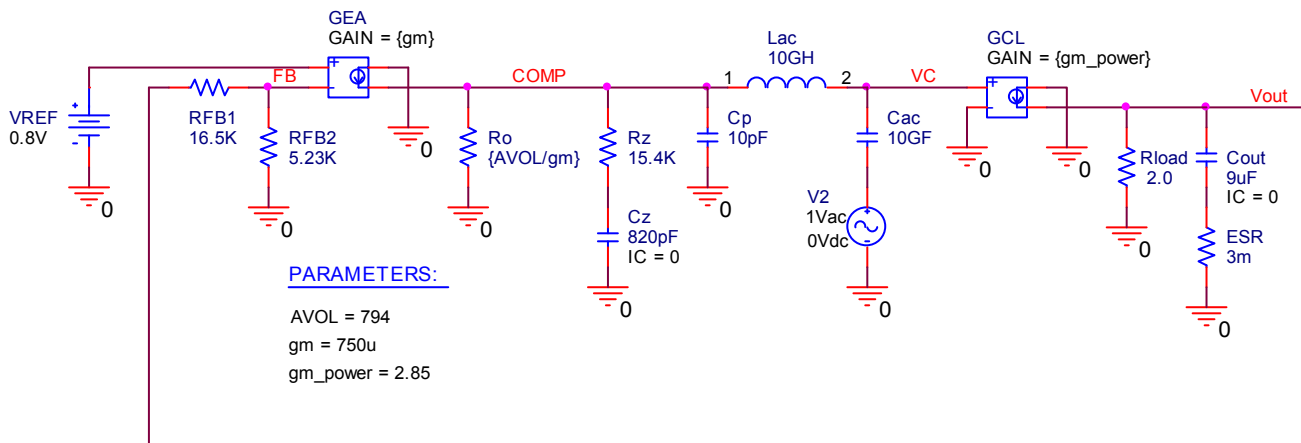 GEA
GAIN = {gm}
FB
COMP
Lac
10GH
1
2
VC
GCL
GAIN = {gm_power}
Vout
VREF
0.8V
+
-
0
RFB1
16.5K
RFB2
5.23K
0
+
-
0
Ro
{AVOL/gm}
0
Rz
15.4K
Cz
820pF
IC = 0
0
Cp
10pF
0
Cac
10GF
V2
1Vac
0Vdc
+
-
0
+
-
0
0
Rload
2.0
0
Cout
9uF
IC = 0
ESR
3m
0
PARAMETERS:
AVOL = 794
gm = 750u
gm_power = 2.85